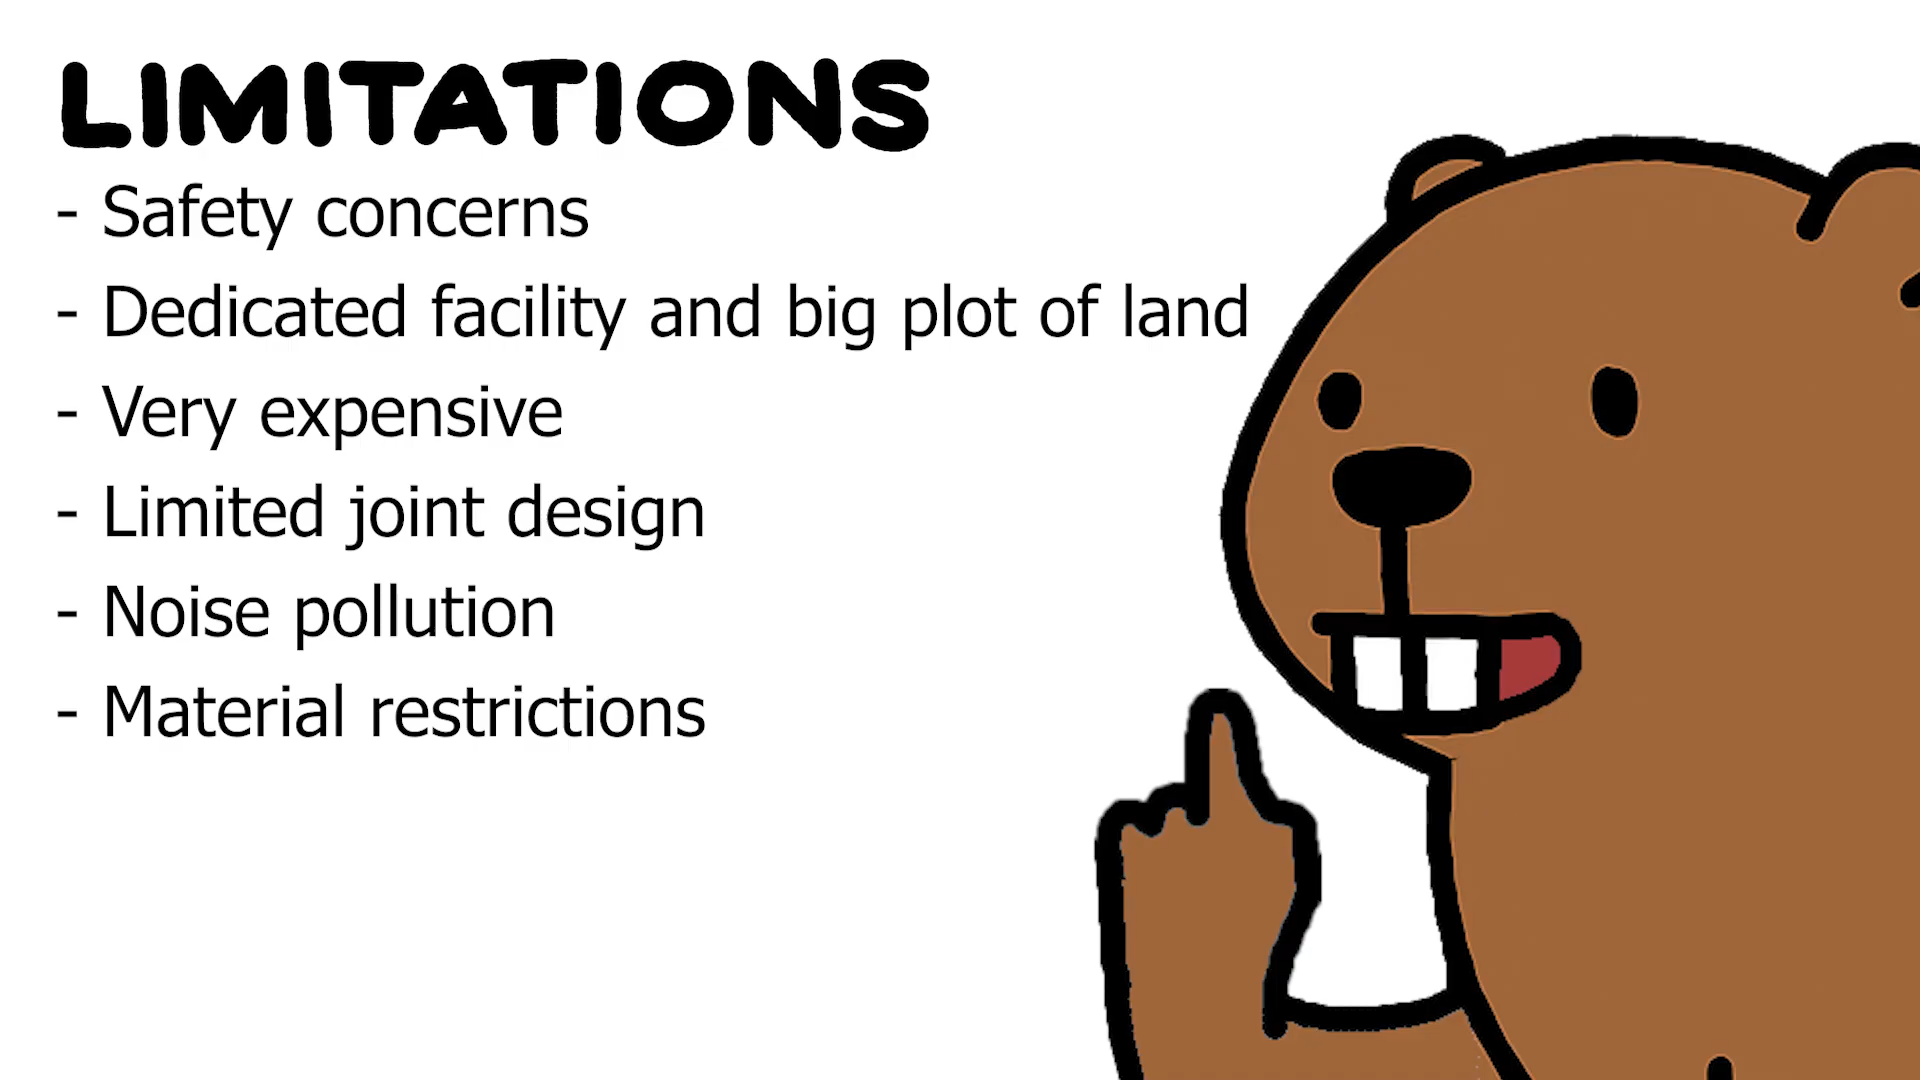 LIMITATIONS
- Safety concerns
- Dedicated facility and big plot of land
- Very expensive
- Limited joint design
- Noise pollution
- Material restrictions